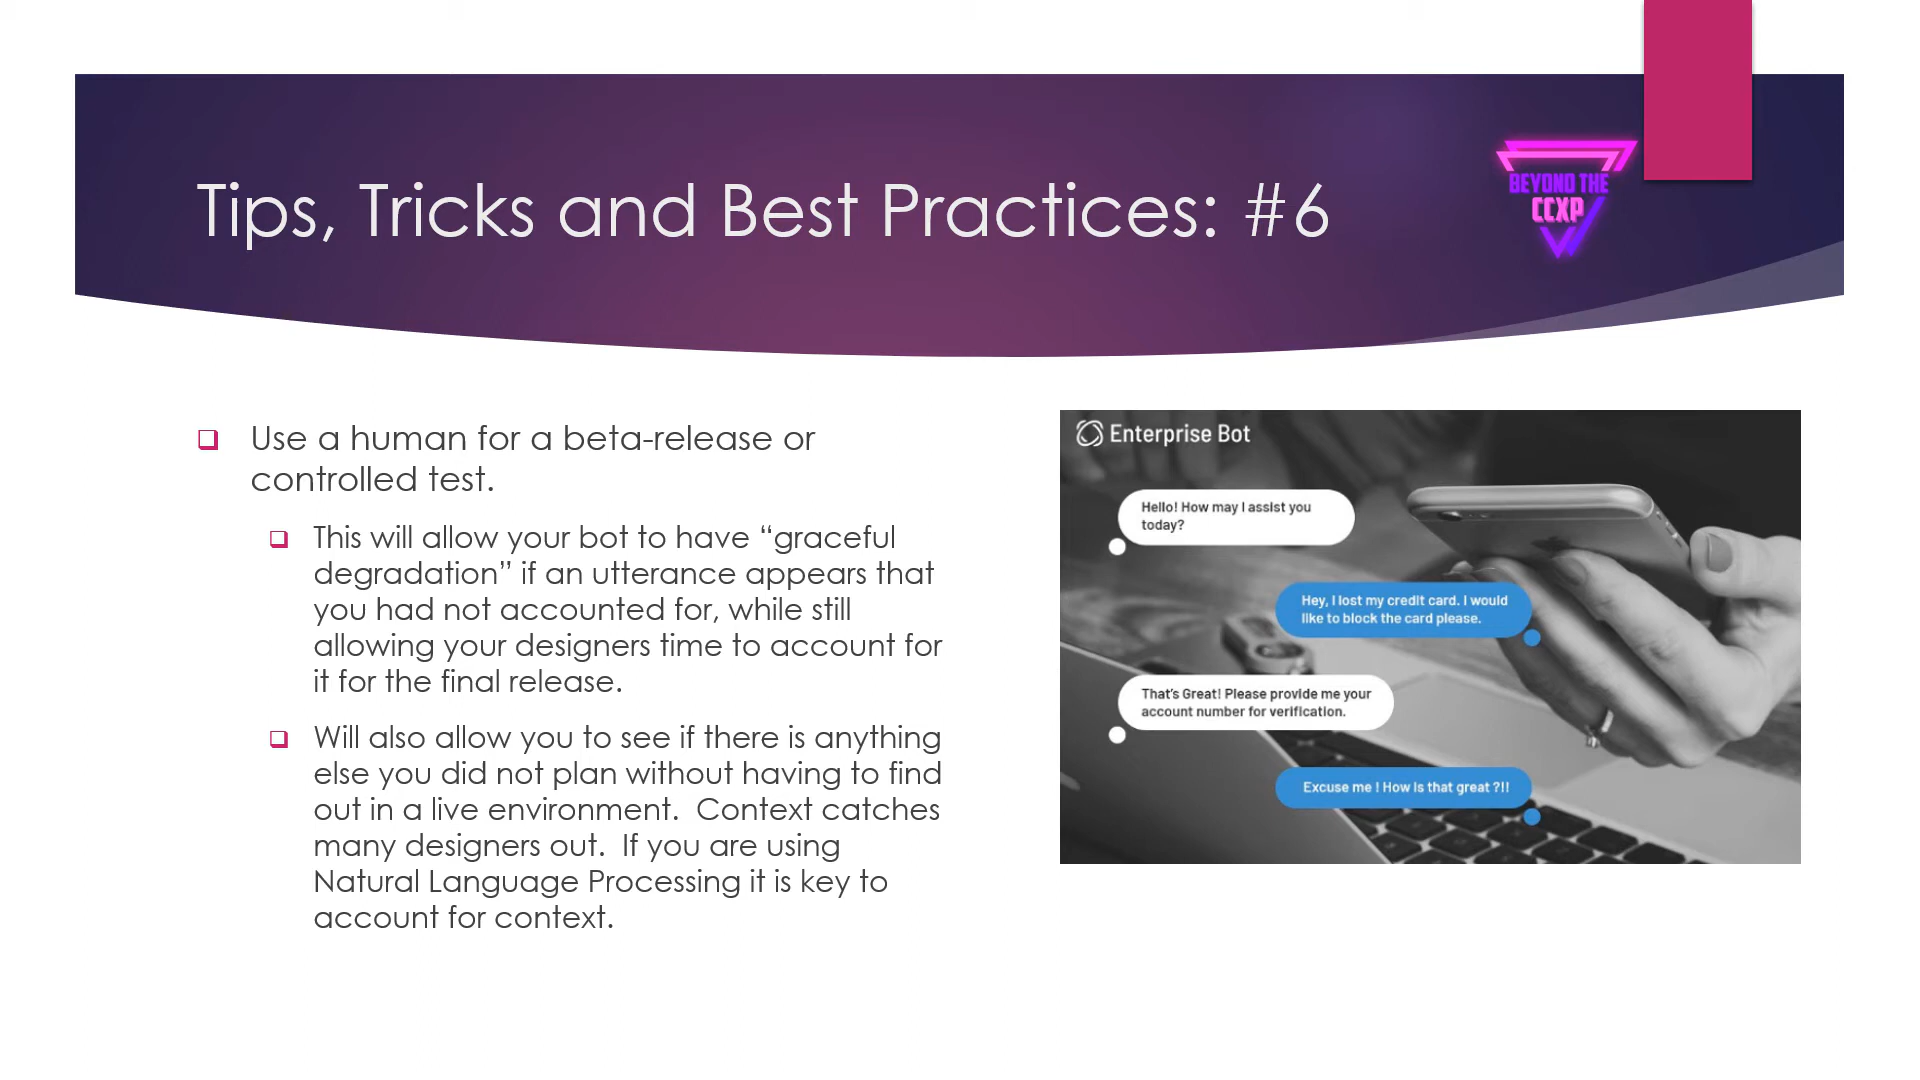 Tips, Tricks and Best Practices: #6
BEYOND THE
CCXP
Use a human for a beta-release or
controlled test.
This will allow your bot to have “graceful
degradation” if an utterance appears that
you had not accounted for, while still
allowing your designers time to account for
it for the final release.
Will also allow you to see if there is anything
else you did not plan without having to find
out in a live environment.  Context catches
many designers out.  If you are using
Natural Language Processing it is key to
account for context.
Enterprise Bot
Hello! How may I assist you
today?
Hey, I lost my credit card. I would
like to block the card please.
That's Great! Please provide me your
account number for verification.
Excuse me ! How is that great ?!!